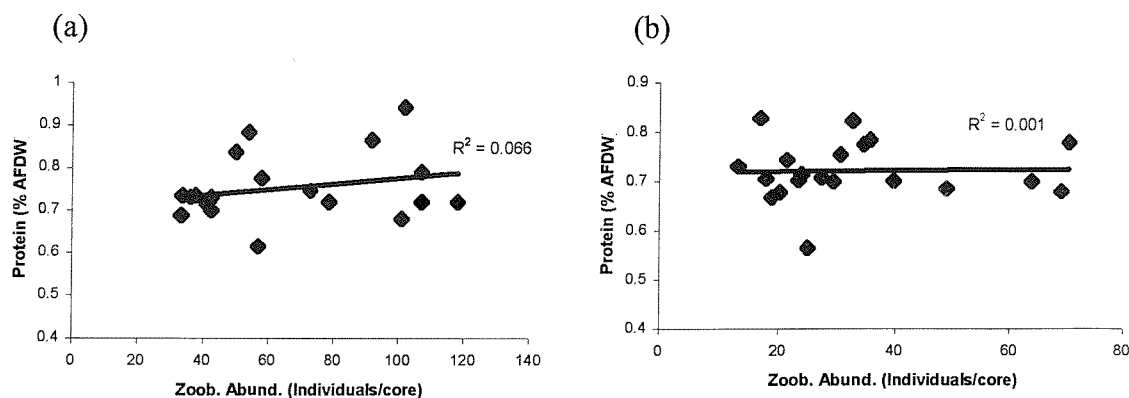 (a)
1
0.9
0.8
0.7
0.6
0.5
0.4
Protein (% AFDW)
R² = 0.066
0 20 40 60 80 100 120 140
Zoob. Abund. (Individuals/core)
(b)
0.9
0.8
0.7
0.6
0.5
0.4
Protein (% AFDW
R² = 0.001
0 20 40 60 80
Zoob. Abund. (Individuals/core)